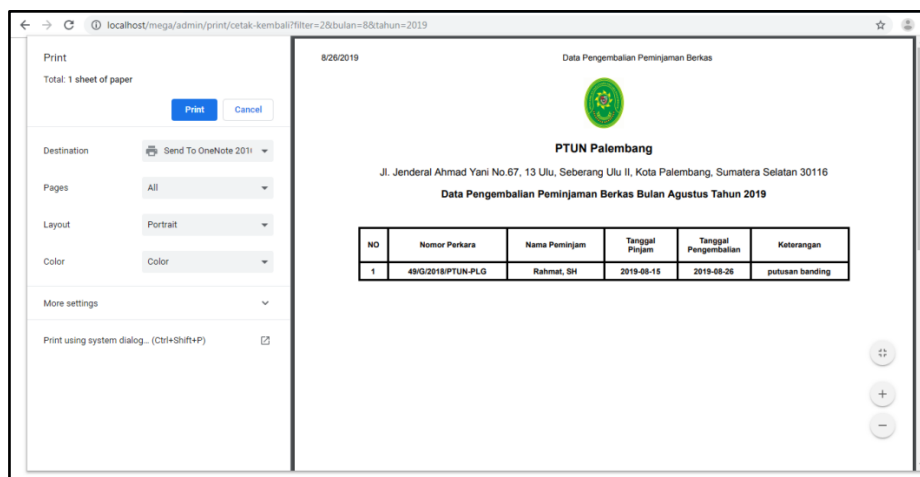 localhost/mega/admin/print/cetak-kembali?filter=2&bulan=8&tahun=2019
Print
Total: 1 sheet of paper
Print Cancel
Destination Send To OneNote 201
Pages All
Layout Portrait
Color Color
More settings
Print using system dialog... (Ctrl+Shift+P)
8/26/2019 Data Pengembalian Peminjaman Berkas
PTUN Palembang
Jl. Jenderal Ahmad Yani No.67, 13 Ulu, Seberang Ulu II, Kota Palembang, Sumatera Selatan 30116
Data Pengembalian Peminjaman Berkas Bulan Agustus Tahun 2019
NO Nomor Perkara Nama Peminjam Tanggal Pinjam Tanggal Pengembalian Keterangan
1 49/G/2018/PTUN-PLG Rahmat, SH 2019-08-15 2019-08-26 putusan banding